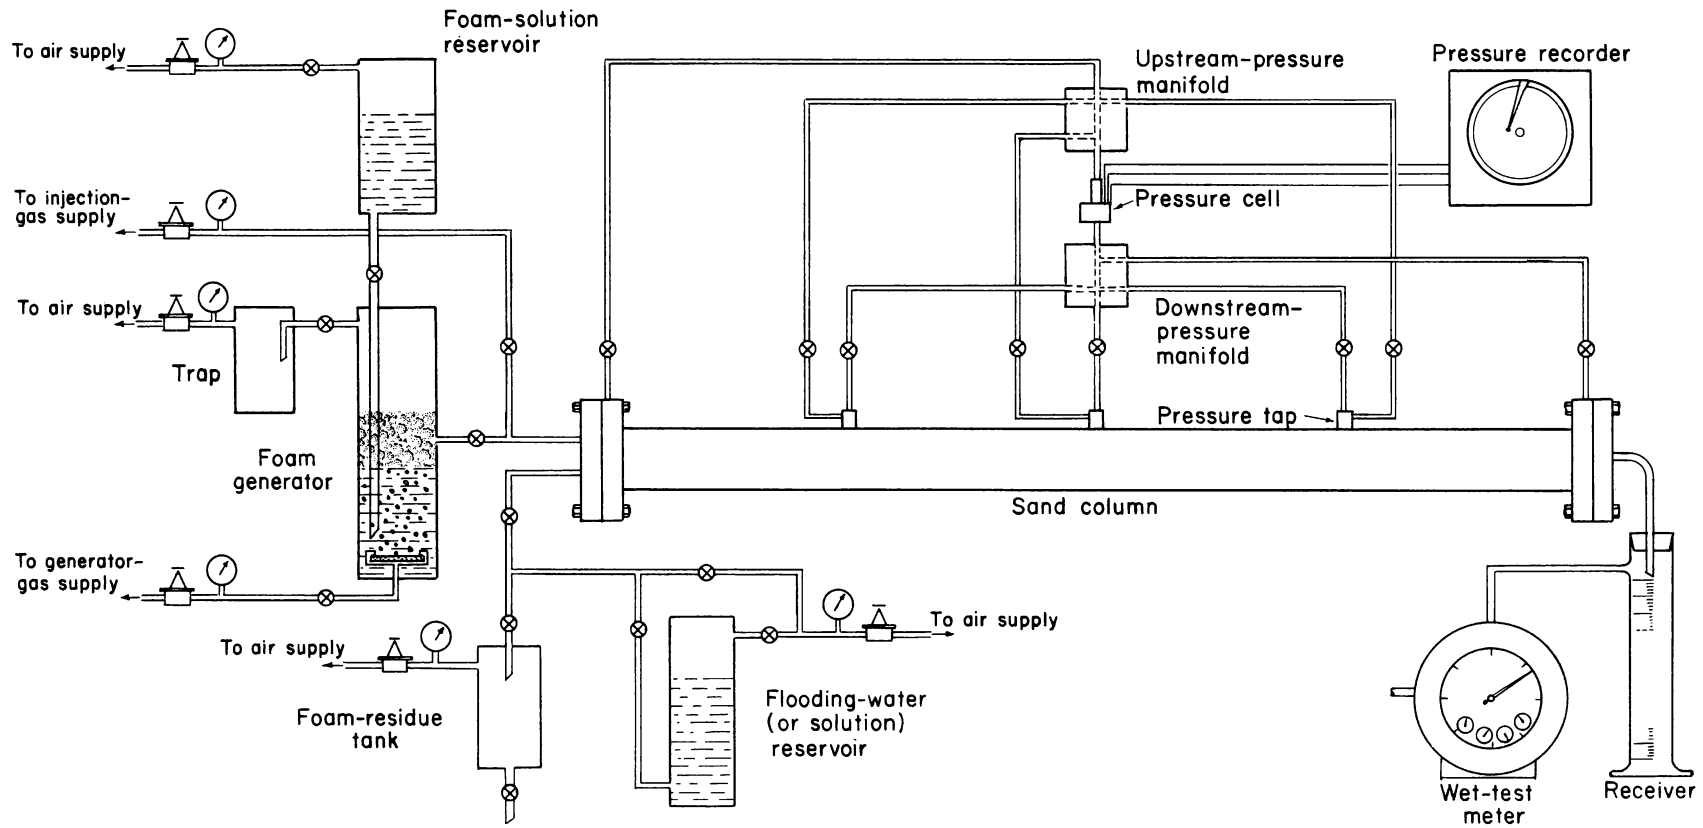 Foam-solution
reservoir
To air supply
Upstream-pressure
manifold
Pressure recorder
To injection-
gas supply
Pressure cell
To air supply
Downstream-
pressure
manifold
Trap
Pressure tap
Foam
generator
Sand column
To generator-
gas supply
To air supply
To air supply
Foam-residue
tank
Flooding-water
(or solution)
reservoir
Wet-test
meter
Receiver